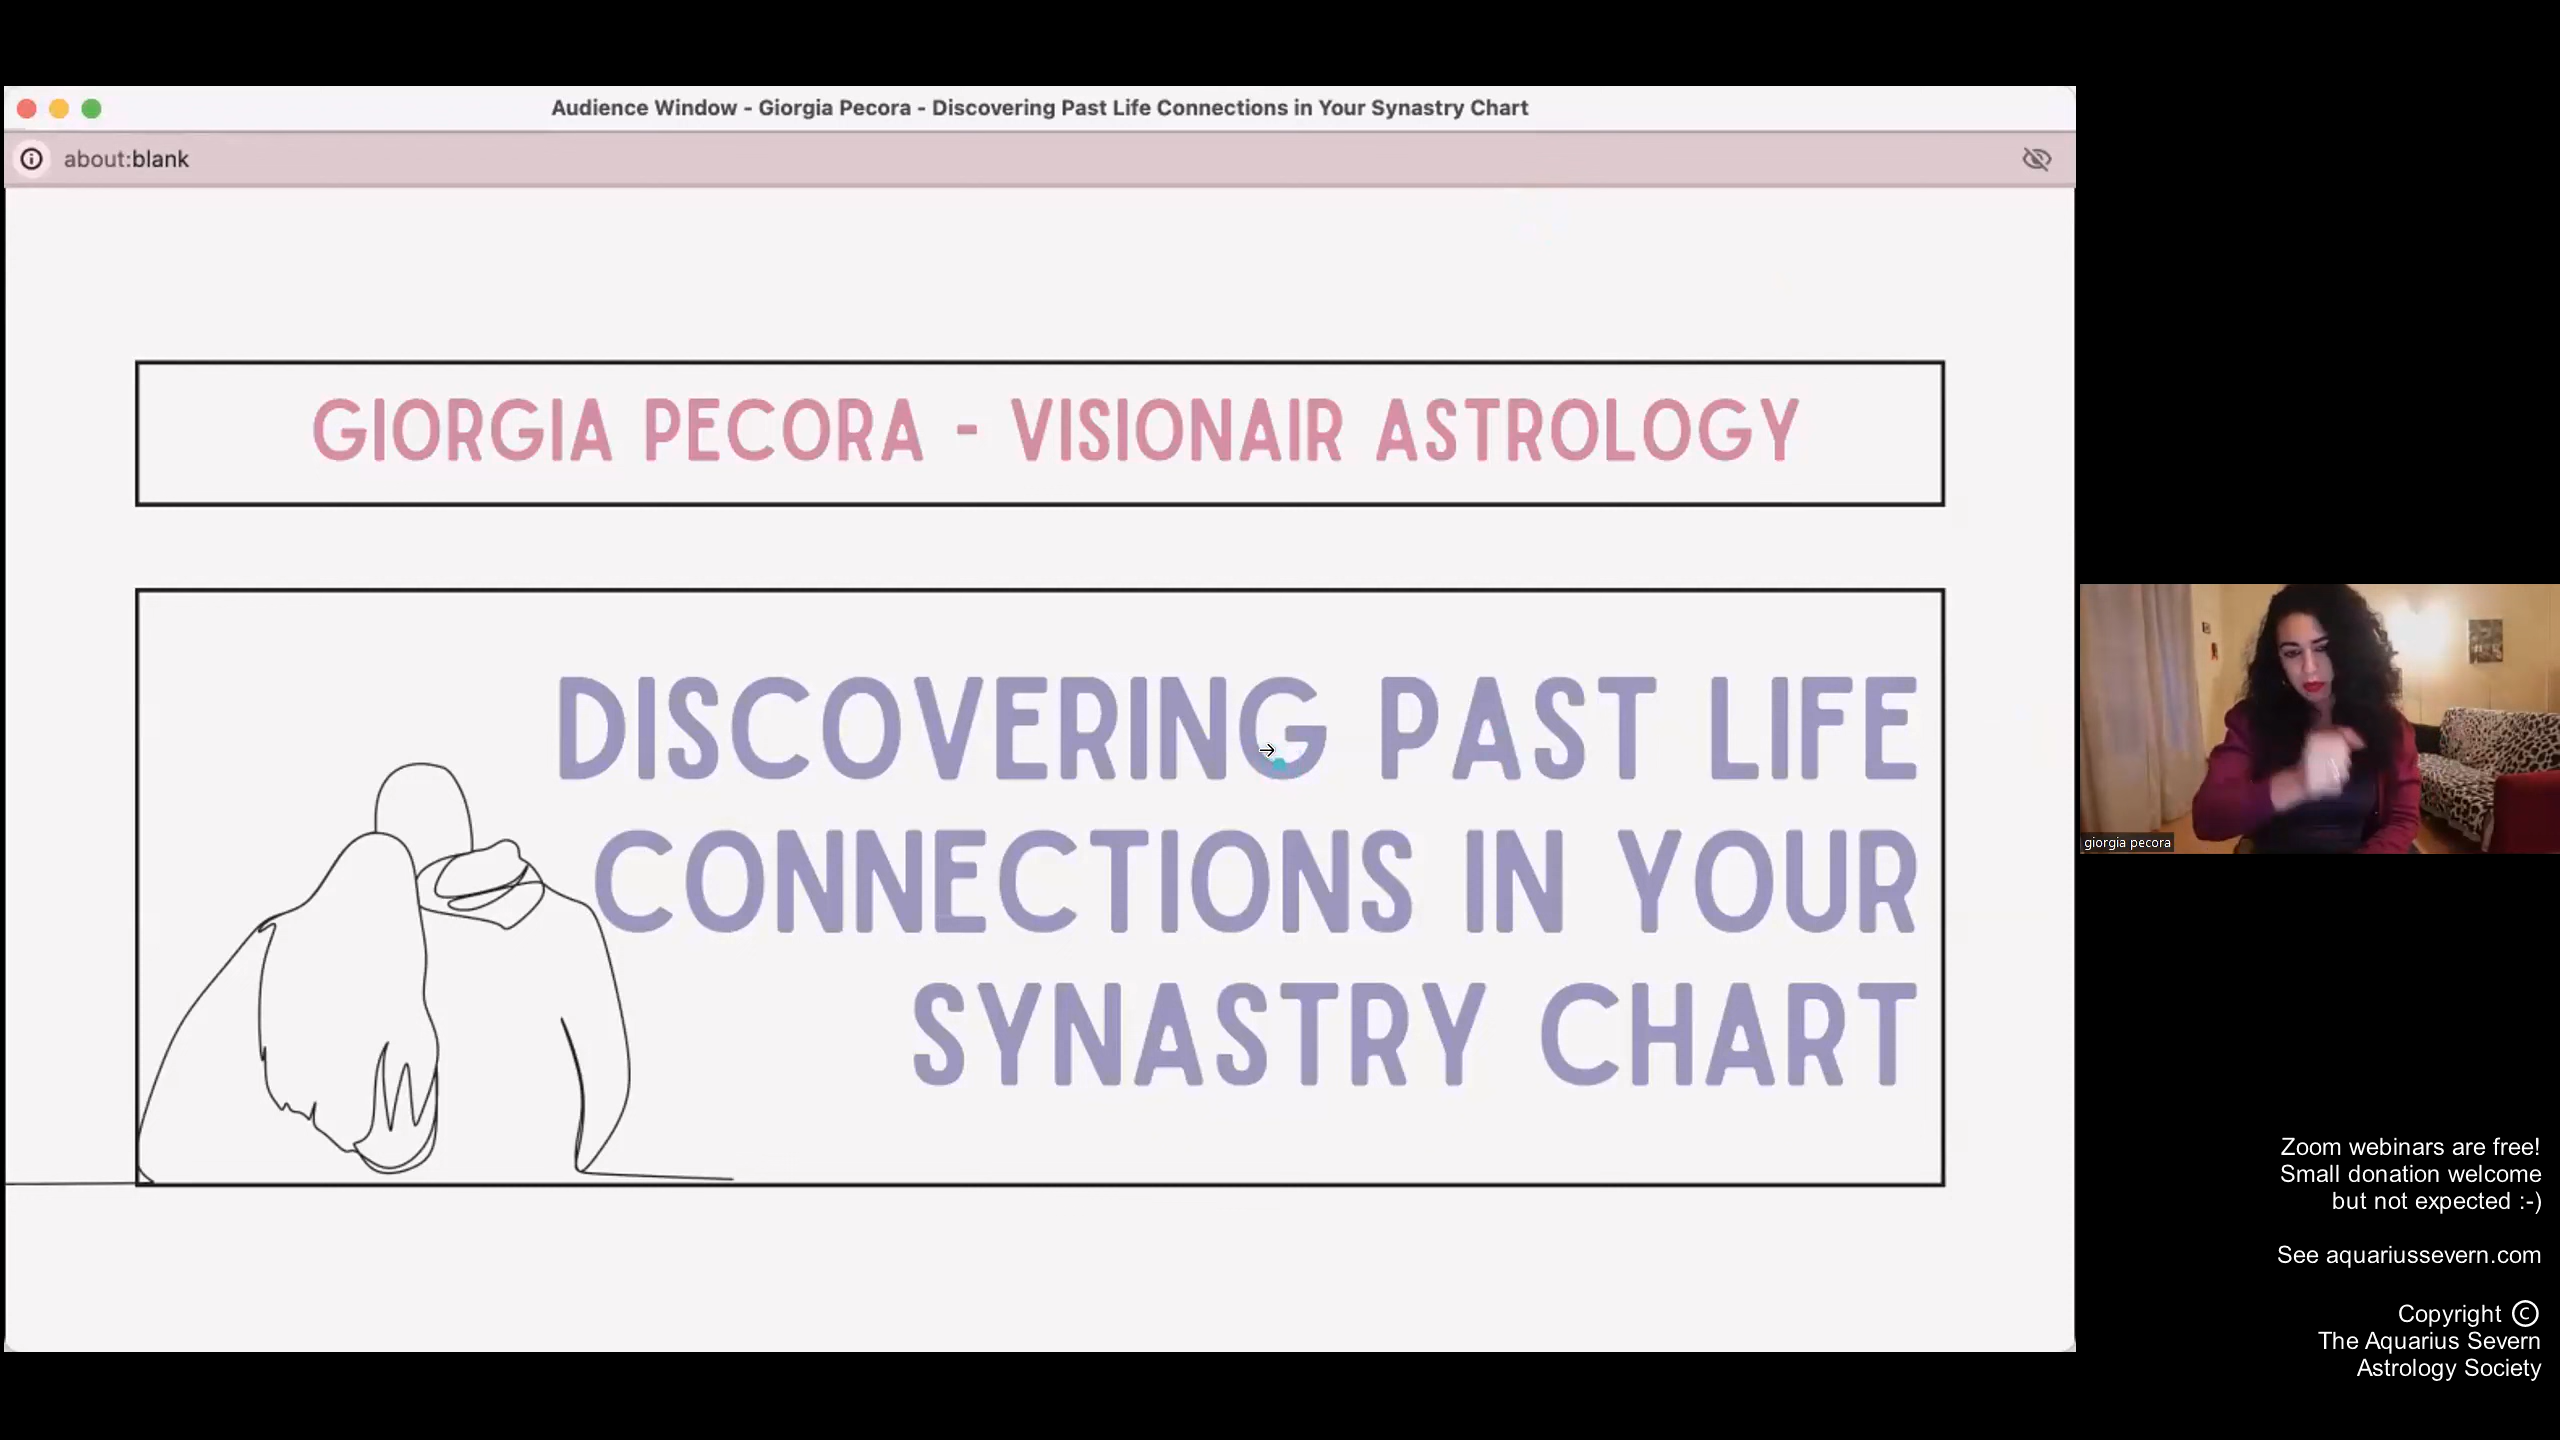 Audience Window - Giorgia Pecora - Discovering Past Life Connections in Your Synastry Chart
about:blank
GIORGIA PECORA - VISIONAIR ASTROLOGY
DISCOVERING PAST LIFE
CONNECTIONS IN YOUR
SYNASTRY CHART
giorgia pecora
Zoom webinars are free!
Small donation welcome
but not expected :-)
See aquariussevern.com
Copyright ©
The Aquarius Severn
Astrology Society